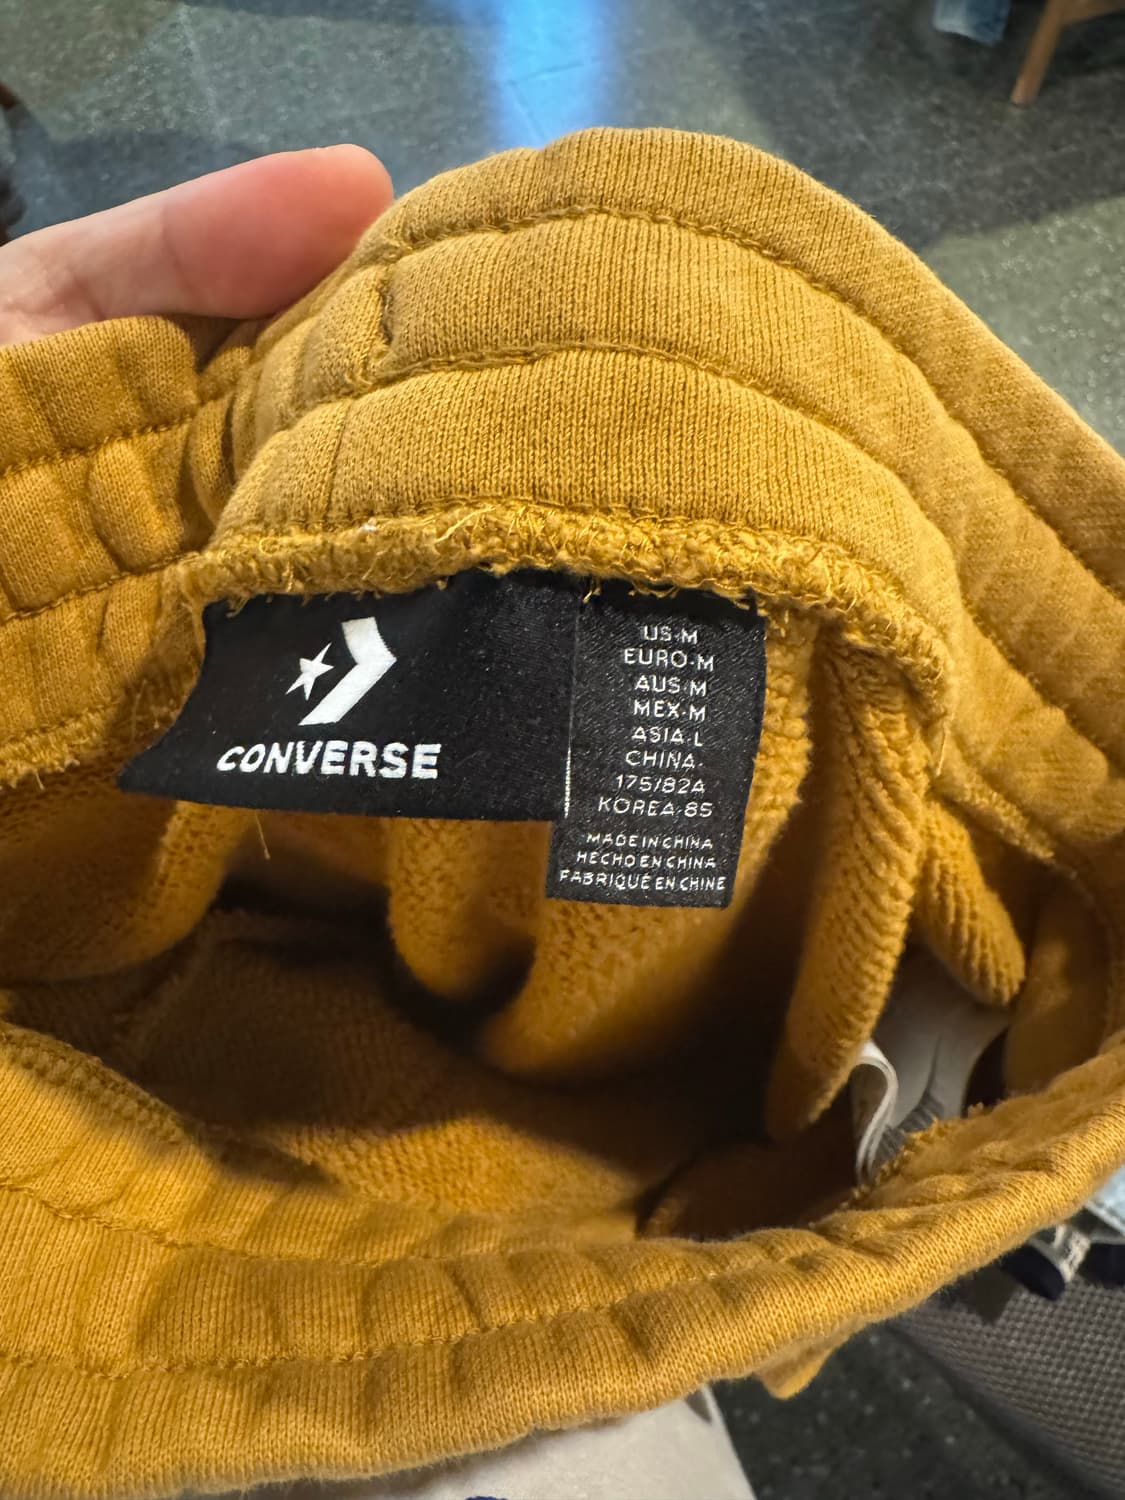 CONVERSE
US·M
EURO·M
AUS·M
MEX·M
ASIA·L
CHINA·
175/82A
KOREA·85
MADE IN CHINA
HECHO EN CHINA
FABRIQUÉ EN CHINE